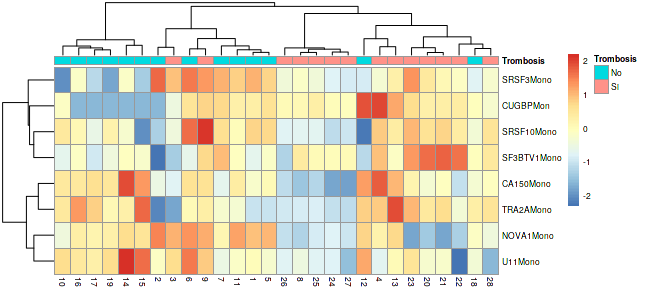 Trombosis
SRSF3Mono
CUGBPMon
SRSF10Mono
SF3BTV1Mono
CA150Mono
TRA2AMono
NOVA1Mono
U11Mono
10 16 17 19 14 15 2 3 6 9 7 11 1 5 26 8 25 24 27 12 4 13 23 20 21 22 18 28
2
1
0
-1
-2
Trombosis
No
SI